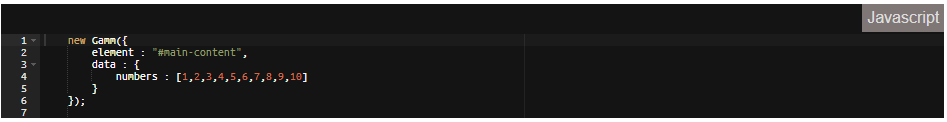 Javascript
1 new Gamm({
2 element : "#main-content",
3 data : {
4 numbers : [1,2,3,4,5,6,7,8,9,10]
5 }
6 });
7